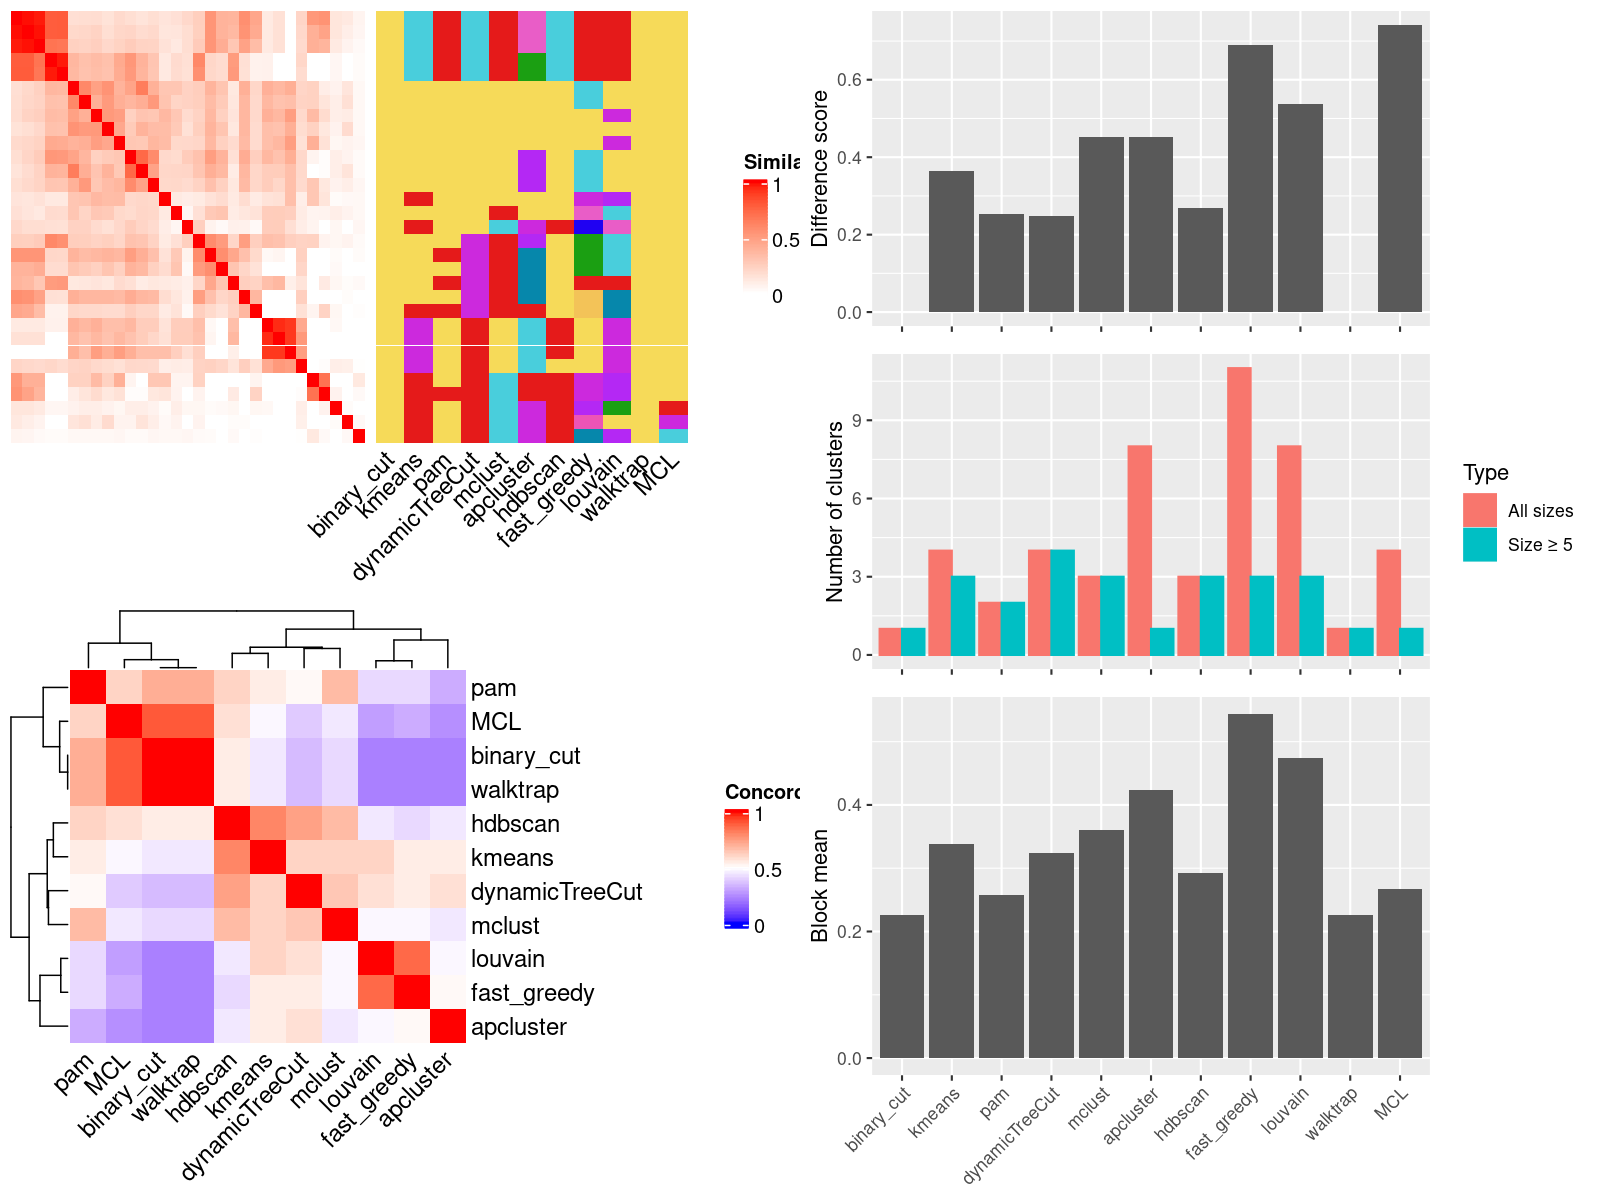 Simila
1
0.5
0
binary_cut
kmeans
pam
dynamicTreeCut
mclust
apcluster
hdbscan
fast_greedy
louvain
walktrap
MCL
Difference score
0.6
0.4
0.2
0.0
Number of clusters
9
6
3
0
Type
All sizes
Size ≥ 5
Block mean
0.4
0.2
0.0
binary_cut
kmeans
pam
dynamicTreeCut
mclust
apcluster
hdbscan
fast_greedy
louvain
walktrap
MCL
pam
MCL
binary_cut
walktrap
hdbscan
kmeans
dynamicTreeCut
mclust
louvain
fast_greedy
apcluster
pam
MCL
binary_cut
walktrap
hdbscan
kmeans
dynamicTreeCut
mclust
louvain
fast_greedy
apcluster
Concord
1
0.5
0